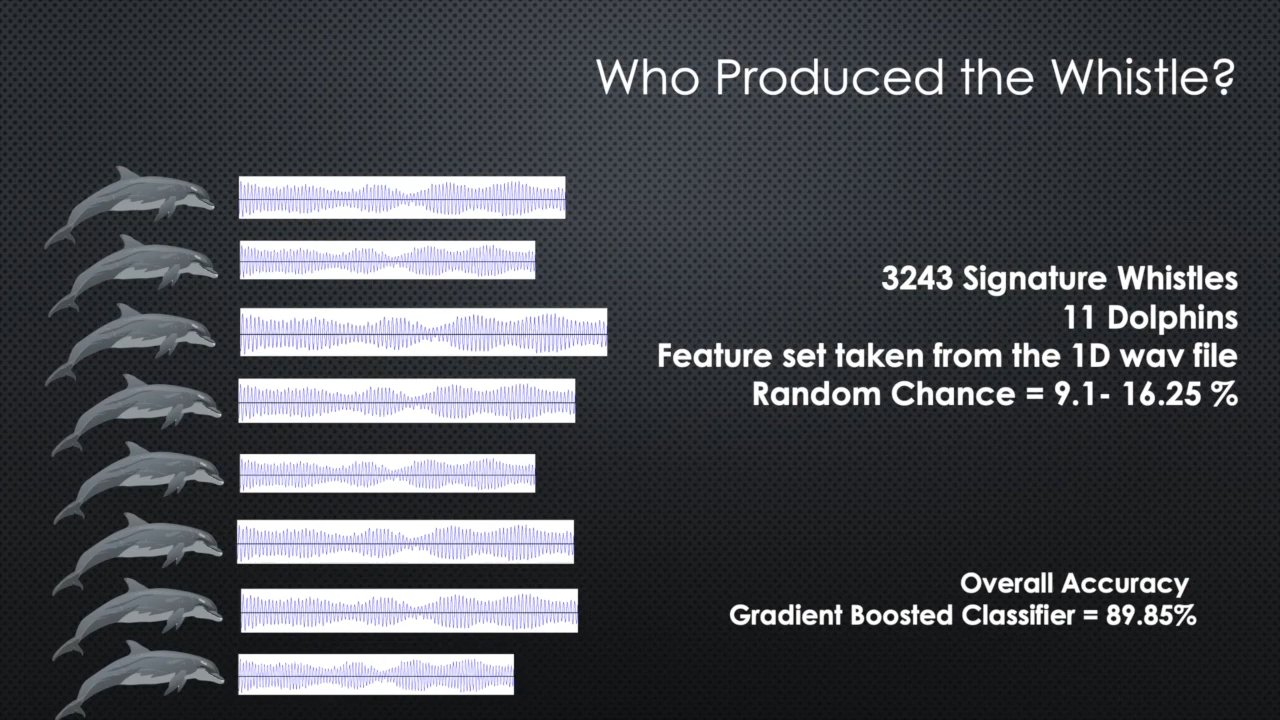 Who Produced the Whistle?
3243 Signature Whistles
11 Dolphins
Feature set taken from the 1D wav file
Random Chance = 9.1- 16.25 %
Overall Accuracy
Gradient Boosted Classifier = 89.85%